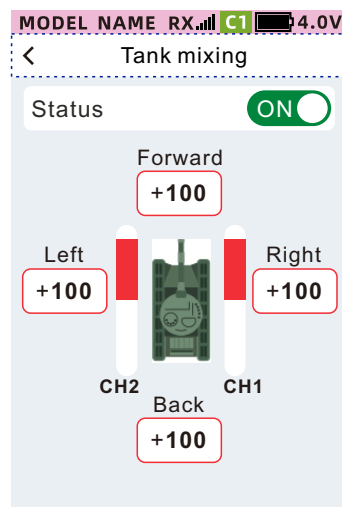 MODEL NAME RX C1 4.0V
< Tank mixing
Status ON
Forward
+100
Left Right
+100 +100
CH2 CH1
Back
+100